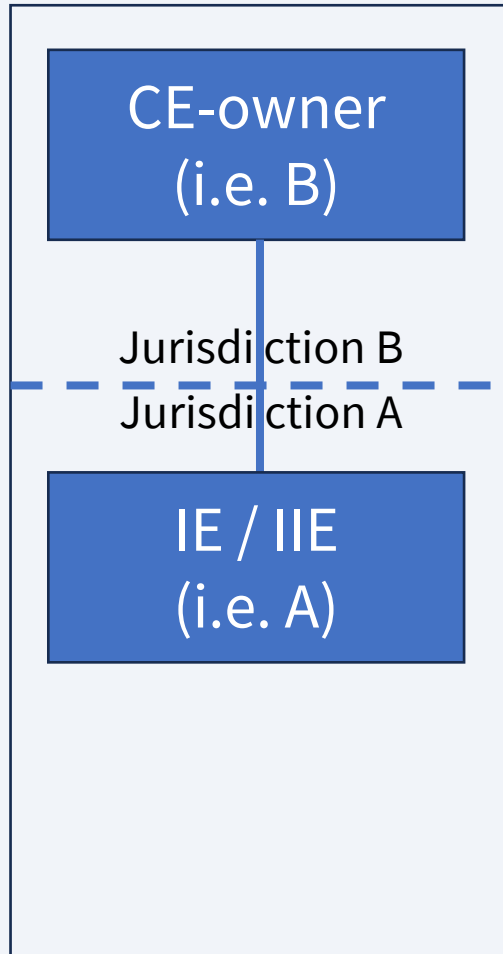 CE-owner
(i.e. B)
Jurisdiction B
Jurisdiction A
IE / IIE
(i.e. A)